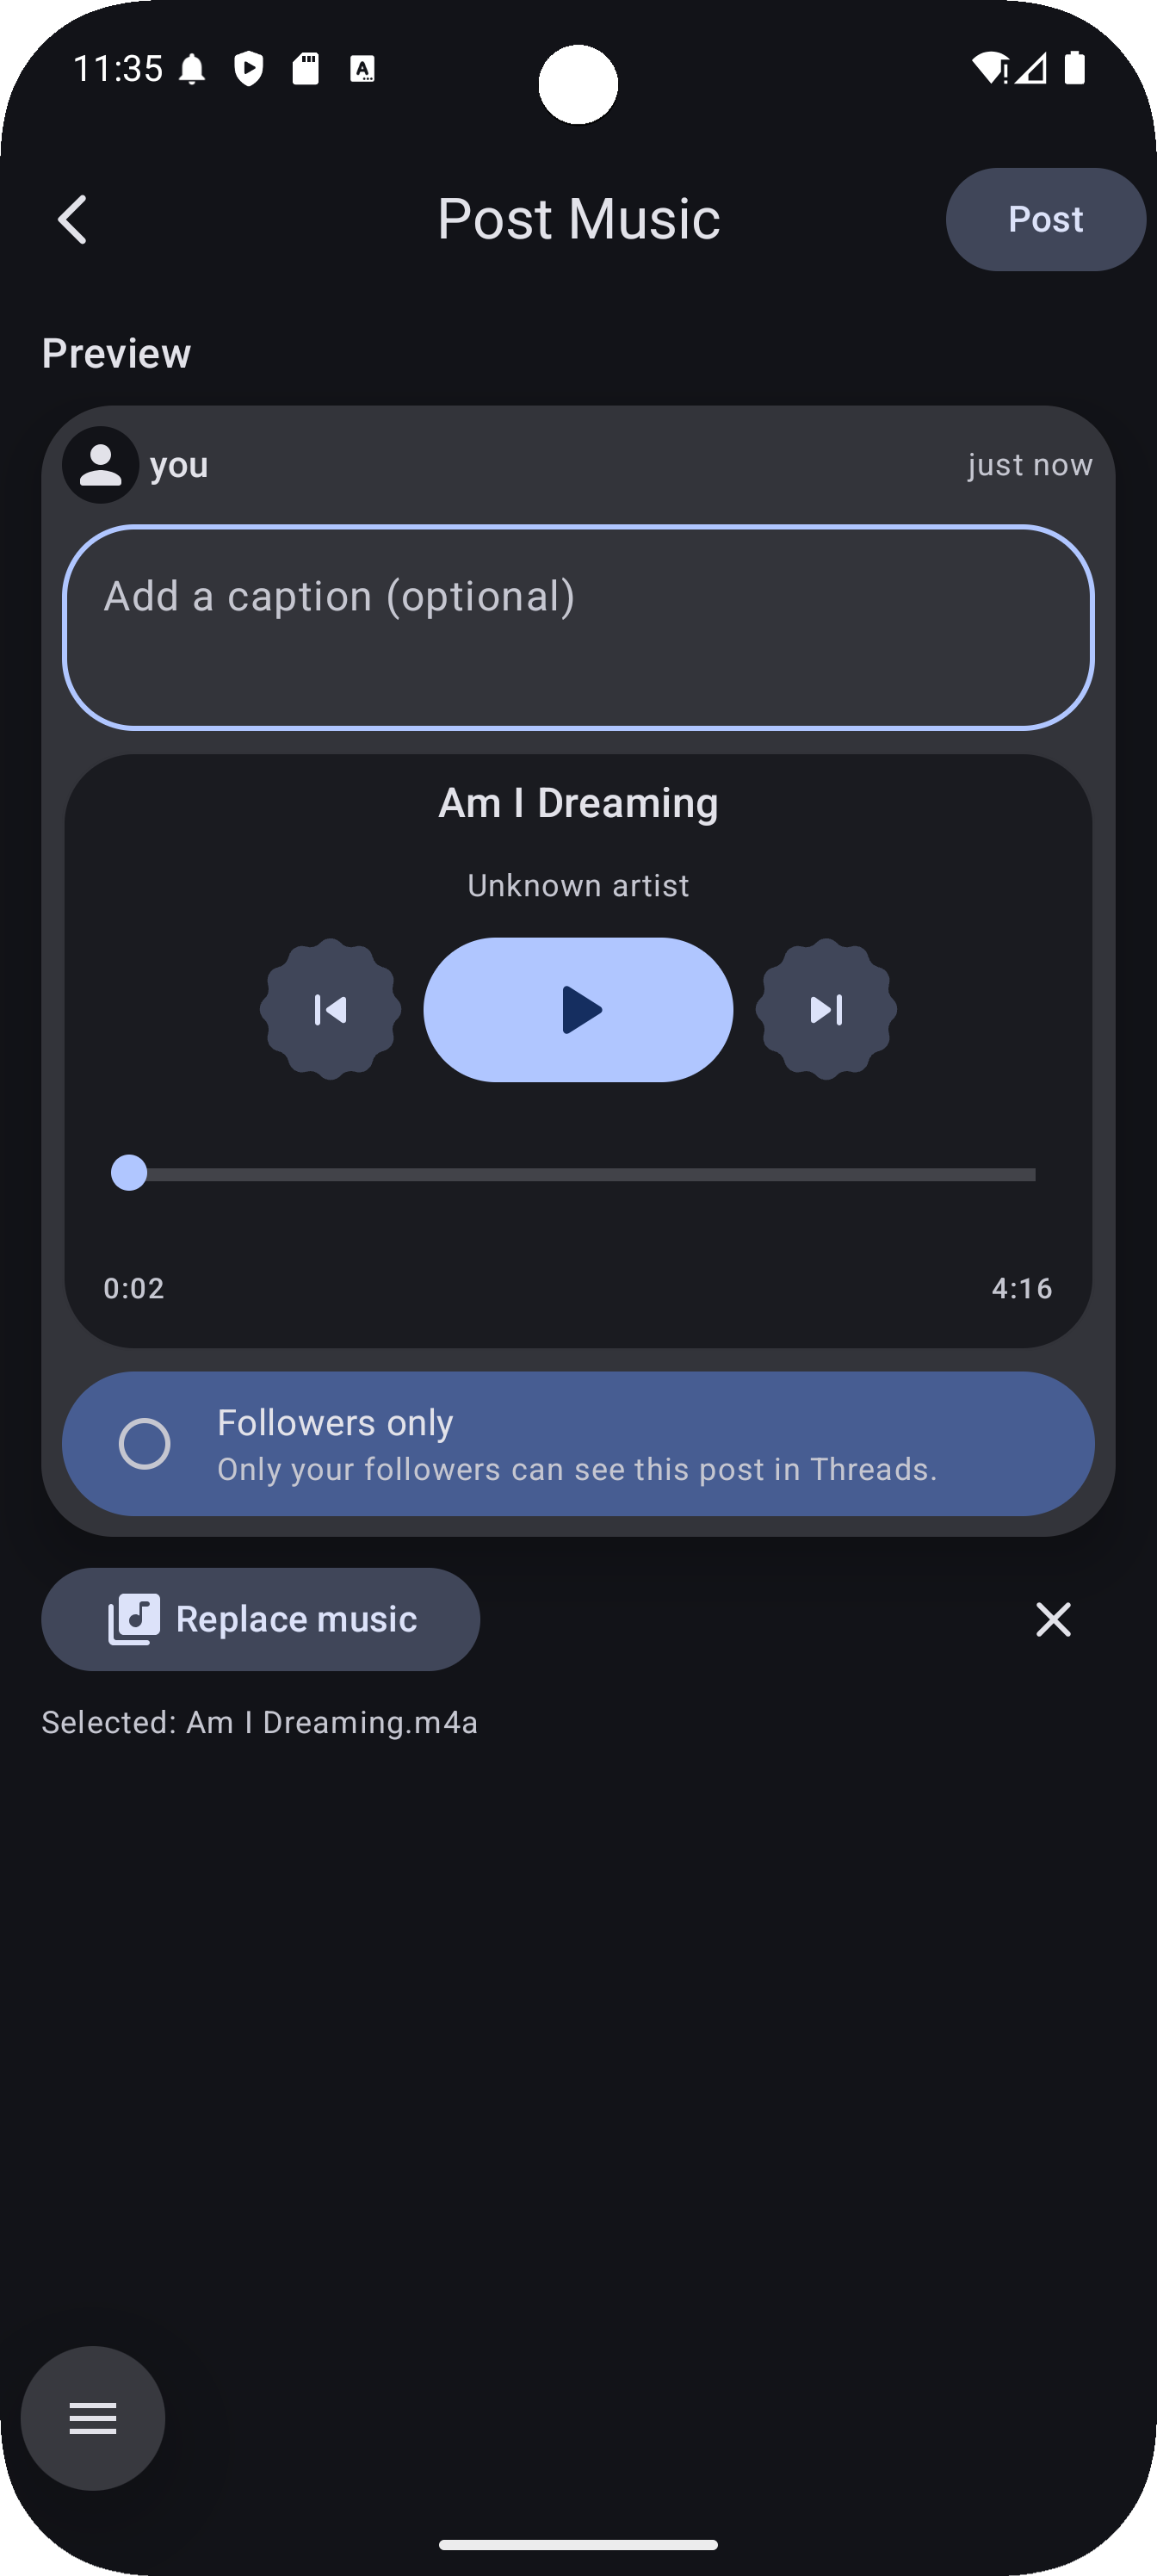 11:35
Post Music
Post
Preview
you
just now
Add a caption (optional)
Am I Dreaming
Unknown artist
0:02
4:16
Followers only
Only your followers can see this post in Threads.
Replace music
Selected: Am I Dreaming.m4a